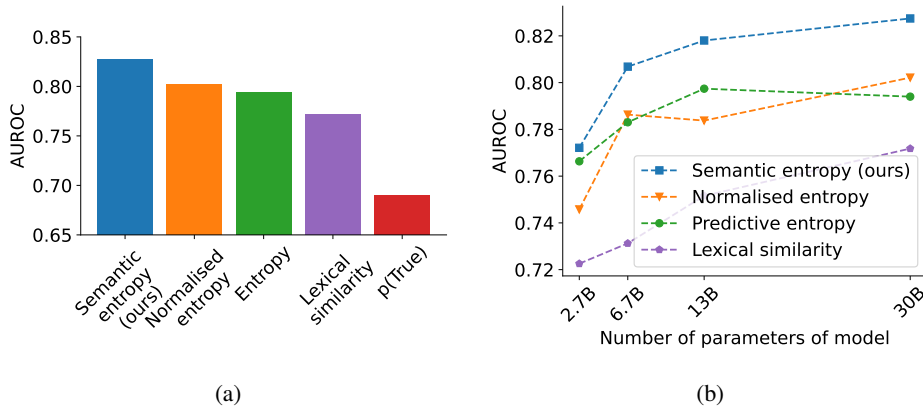 0.85
0.80
0.75
0.70
0.65
AUROC
Semantic
entropy
(ours)
Normalised
entropy
Entropy
Lexical
similarity
p(True)
(a)
0.82
0.80
0.78
0.76
0.74
0.72
AUROC
Semantic entropy (ours)
Normalised entropy
Predictive entropy
Lexical similarity
2.7B
6.7B
13B
30B
Number of parameters of model
(b)